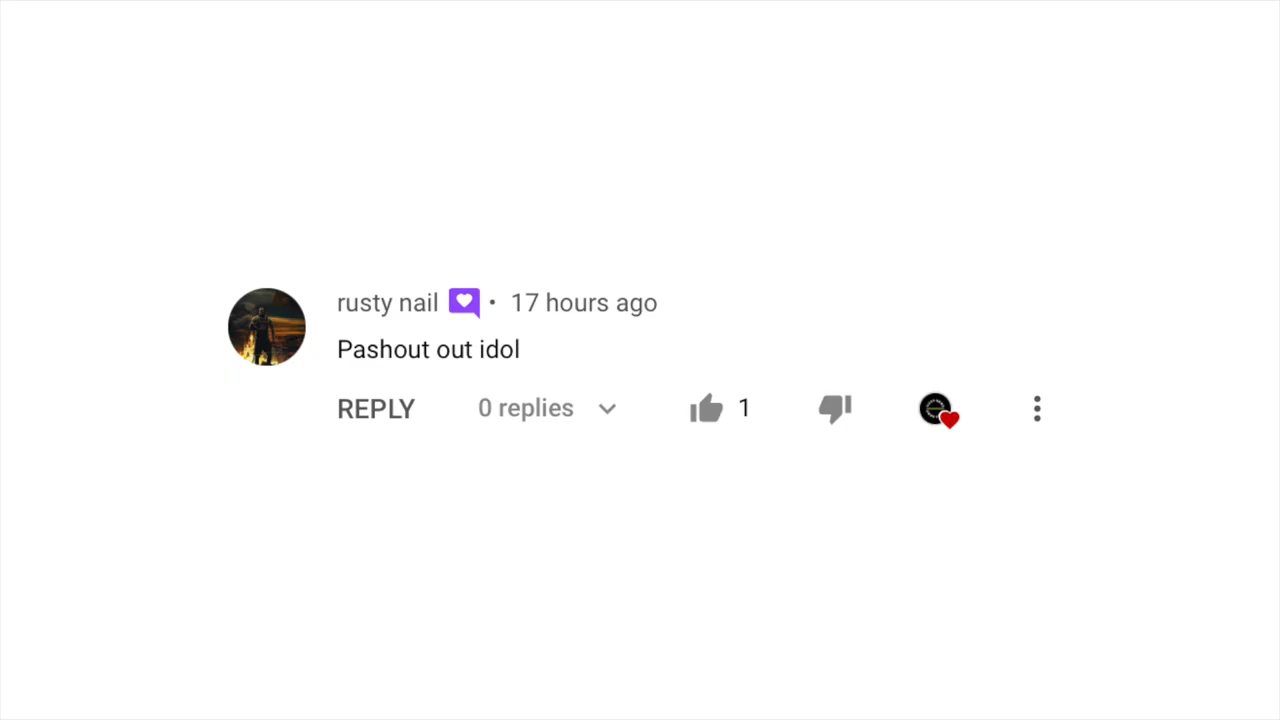 rusty nail • 17 hours ago
Pashout out idol
REPLY 0 replies 1